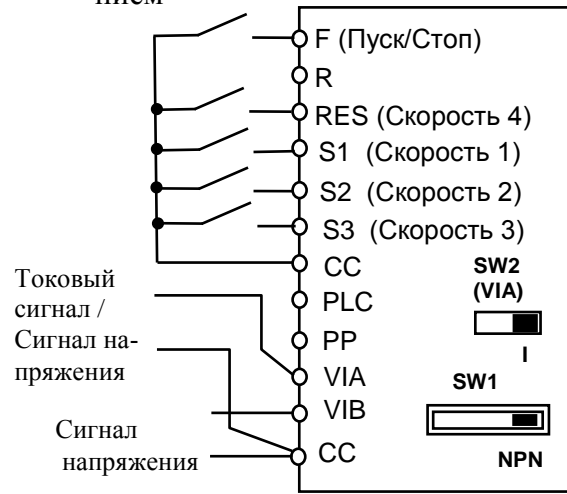 нием
F (Пуск/Стоп)
R
RES (Скорость 4)
S1 (Скорость 1)
S2 (Скорость 2)
S3 (Скорость 3)
CC
PLC
PP
VIA
VIB
CC
Токовый
сигнал /
Сигнал на-
пряжения
Сигнал
напряжения
SW2
(VIA)
I
SW1
NPN